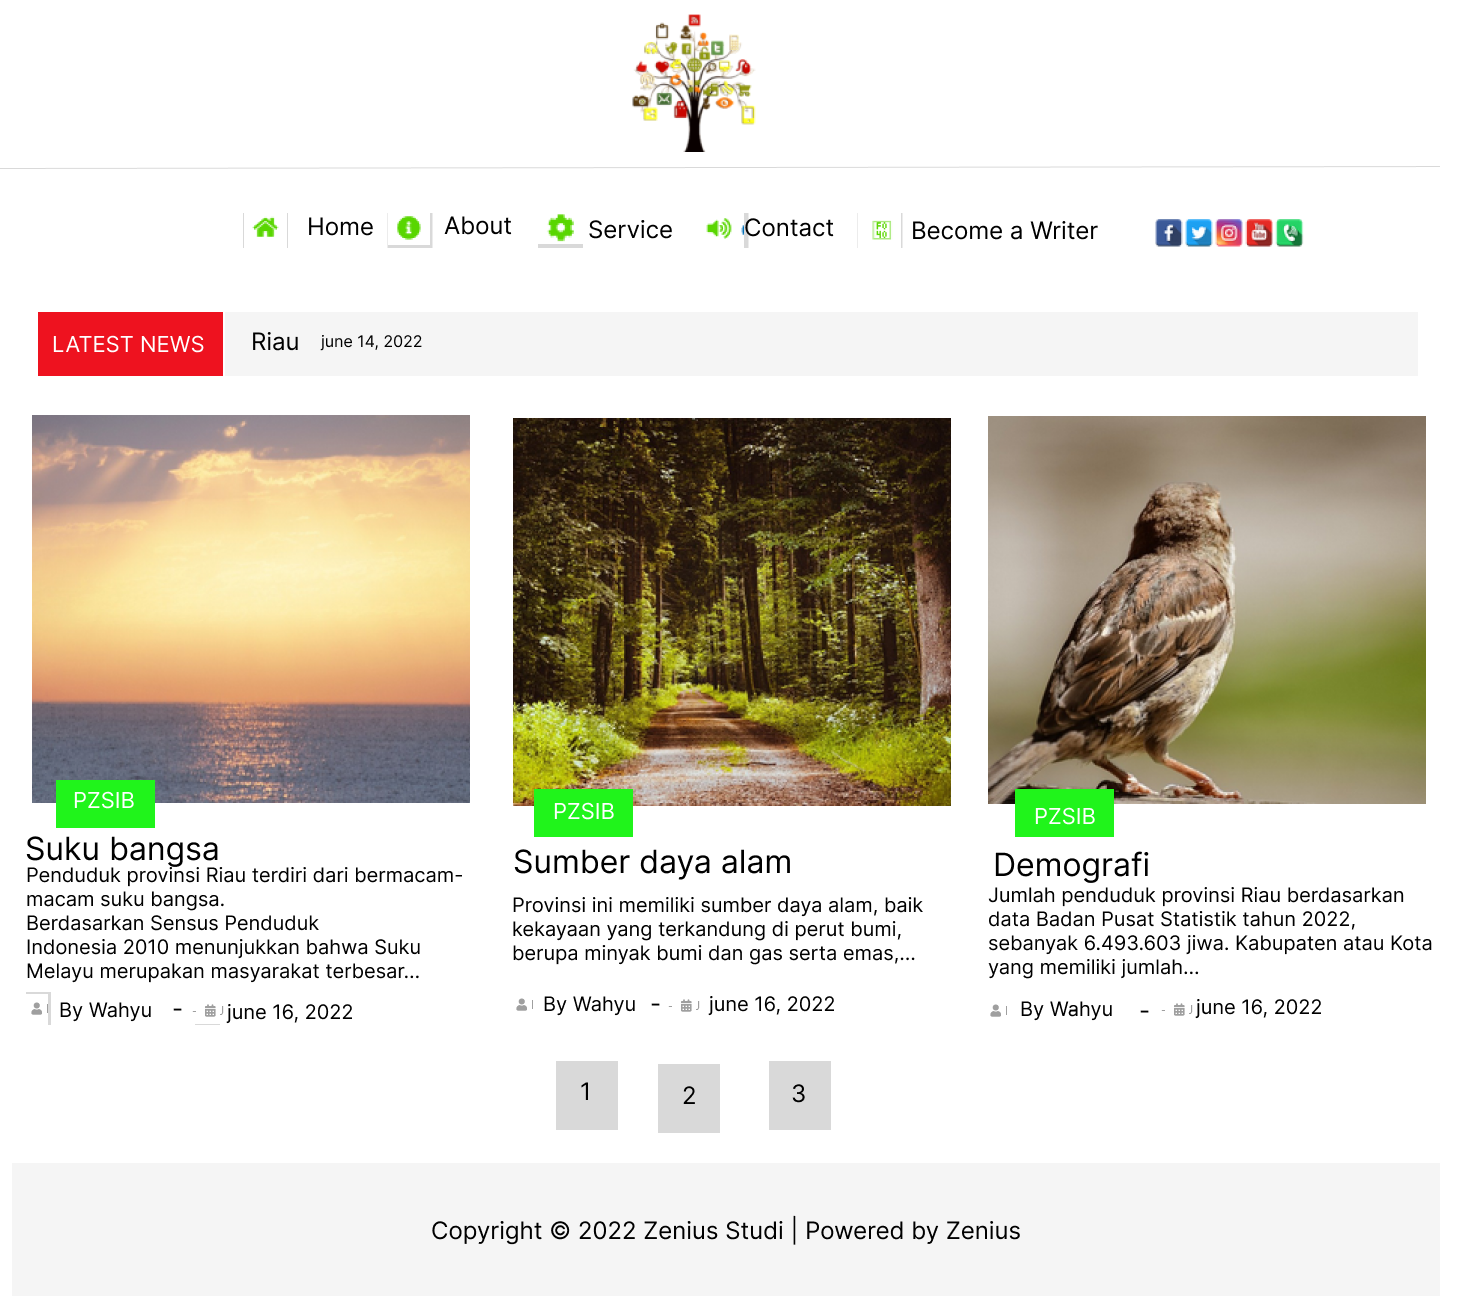 Home About Service Contact Become a Writer
LATEST NEWS Riau june 14, 2022
PZSIB
Suku bangsa
Penduduk provinsi Riau terdiri dari bermacam-
macam suku bangsa.
Berdasarkan Sensus Penduduk
Indonesia 2010 menunjukkan bahwa Suku
Melayu merupakan masyarakat terbesar...
By Wahyu - june 16, 2022
PZSIB
Sumber daya alam
Provinsi ini memiliki sumber daya alam, baik
kekayaan yang terkandung di perut bumi,
berupa minyak bumi dan gas serta emas,...
By Wahyu - june 16, 2022
PZSIB
Demografi
Jumlah penduduk provinsi Riau berdasarkan
data Badan Pusat Statistik tahun 2022,
sebanyak 6.493.603 jiwa. Kabupaten atau Kota
yang memiliki jumlah...
By Wahyu - june 16, 2022
1 2 3
Copyright © 2022 Zenius Studi | Powered by Zenius